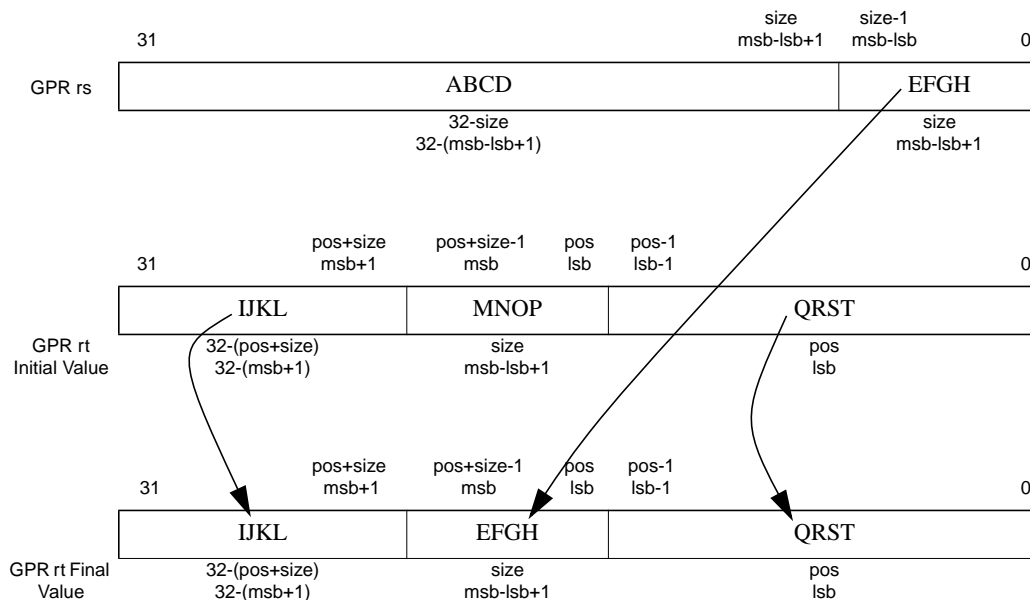 size size-1
31 msb-lsb+1 msb-lsb 0
GPR rs ABCD EFGH
32-size size
32-(msb-lsb+1) msb-lsb+1
pos+size pos+size-1 pos pos-1
31 msb+1 msb lsb lsb-1 0
IJKL MNOP QRST
GPR rt 32-(pos+size) size pos
Initial Value 32-(msb+1) msb-lsb+1 lsb
pos+size pos+size-1 pos pos-1
31 msb+1 msb lsb lsb-1 0
IJKL EFGH QRST
GPR rt Final 32-(pos+size) size pos
Value 32-(msb+1) msb-lsb+1 lsb